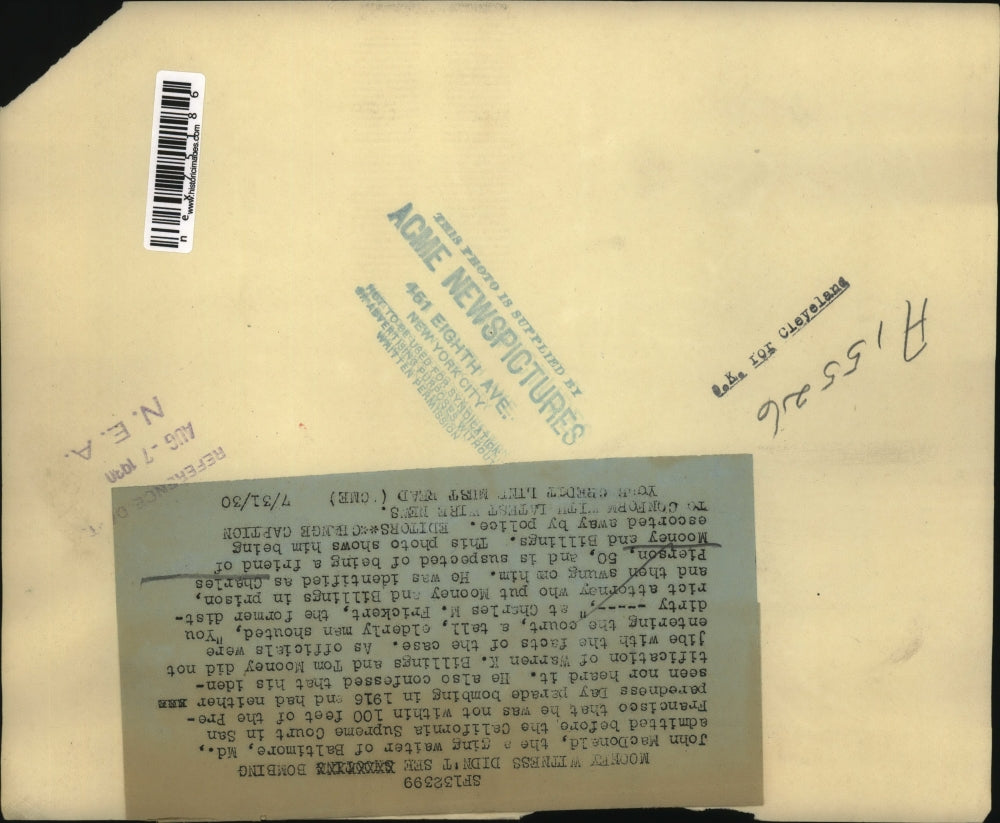 nex75186
www.historicimages.com
THIS PHOTO IS SUPPLIED BY
ACME NEWSPICTURES
461 EIGHTH AVE.
NEW YORK CITY
NOT TO BE USED FOR SYNDICATION
OR ADVERTISING PURPOSES WITHOUT
WRITTEN PERMISSION
O.K. for Cleveland
A15526
REFERENCE D
AUG -7 1930
N. E. A.
SF132399
MOONEY WITNESS DIDN'T SEE BOMBING
John MacDonald, the a ging waiter of Baltimore, Md.,
admitted before the California Supreme Court in San
Francisco that he was not within 100 feet of the Pre-
paredness Day parade bombing in 1916 and had neither
seen nor heard it. He also confessed that his iden-
tification of Warren K. Billings and Tom Mooney did not
jibe with the facts of the case. As officials were
entering the court, a tall, elderly man shouted, "You
dirty -----," at Charles M. Frickert, the former dist-
rict attorney who put Mooney and Billings in prison,
and then swung on him. He was identified as Charles
Pierson, 50, and is suspected of being a friend of
Mooney and Billings. This photo shows him being
escorted away by police. EDITORS**CHANGE CAPTION
TO CONFORM WITH LATEST WIRE NEWS.
YOUR CREDIT LINE MUST READ (CME) 7/31/30